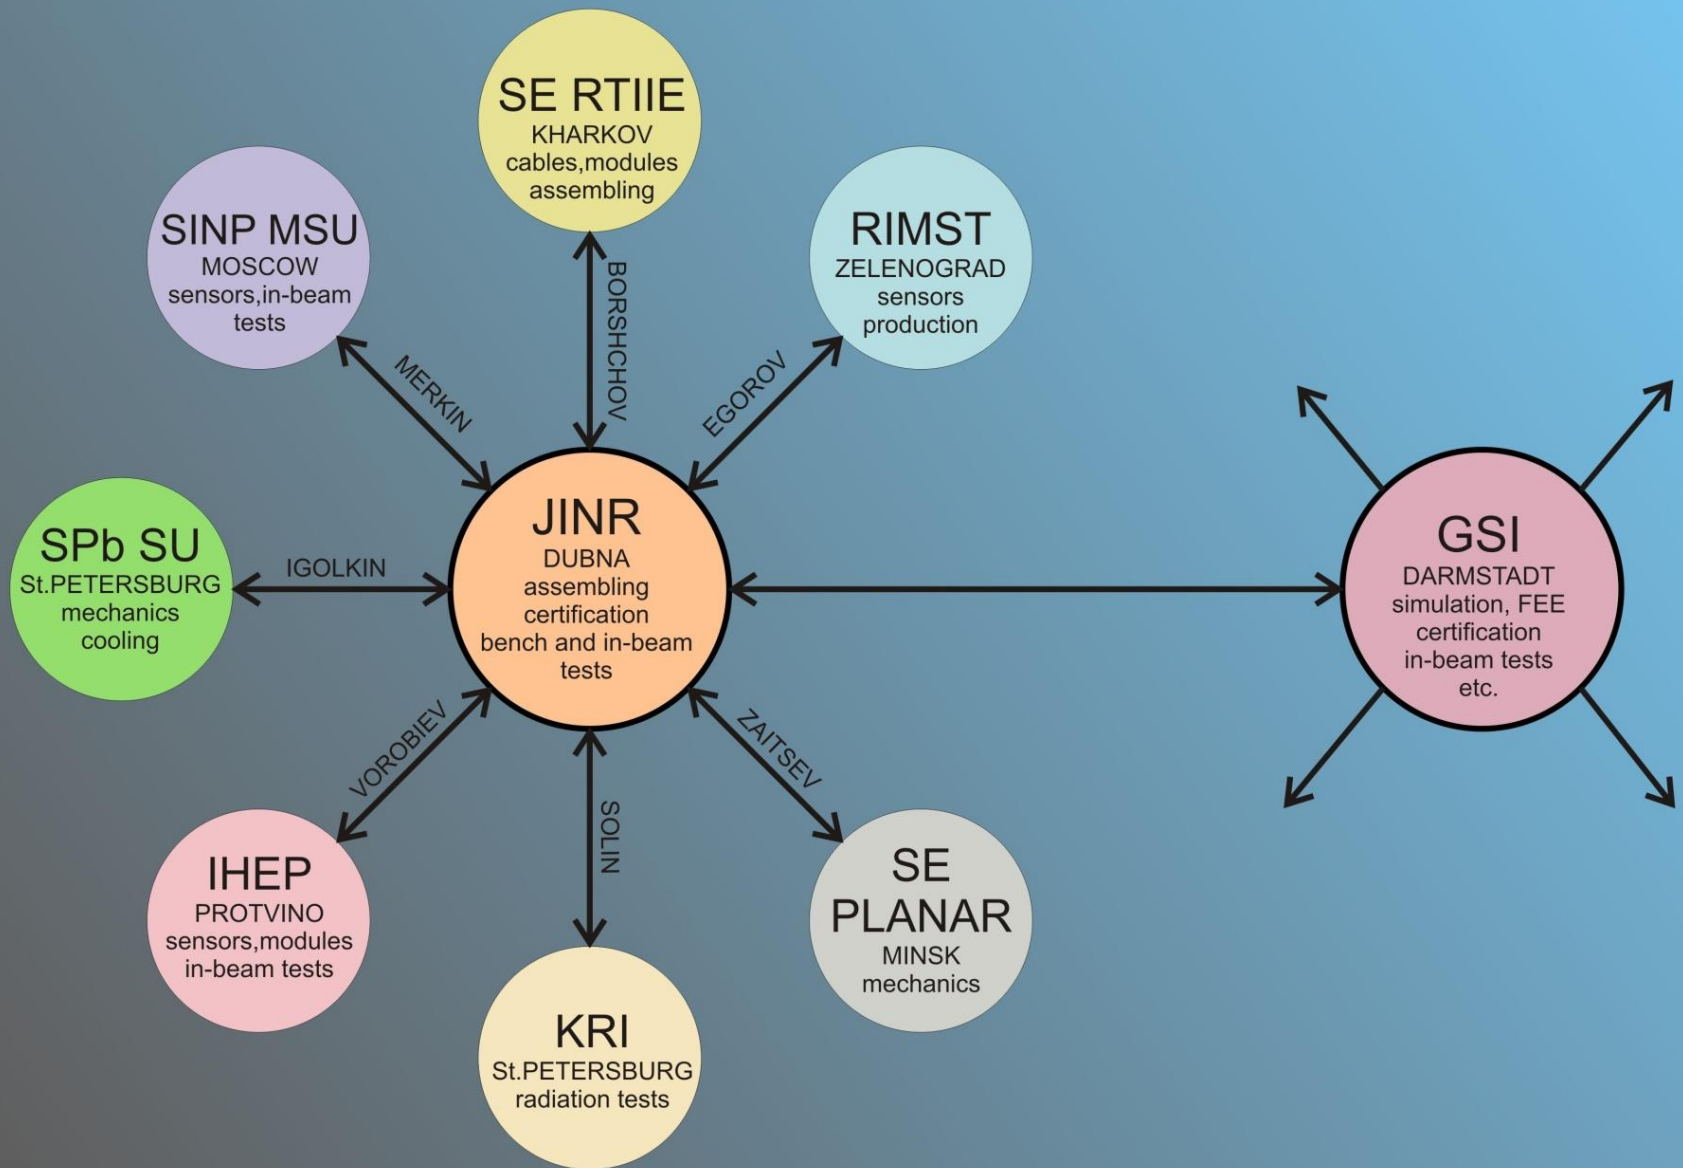 SE RTIIE
KHARKOV
cables,modules
assembling
SINP MSU
MOSCOW
sensors,in-beam
tests
RIMST
ZELENOGRAD
sensors
production
MERKIN
BORSHCHOV
EGOROV
SPb SU
St.PETERSBURG
mechanics
cooling
IGOLKIN
JINR
DUBNA
assembling
certification
bench and in-beam
tests
GSI
DARMSTADT
simulation, FEE
certification
in-beam tests
etc.
VOROBIEV
SOLIN
ZAITSEV
IHEP
PROTVINO
sensors,modules
in-beam tests
KRI
St.PETERSBURG
radiation tests
SE
PLANAR
MINSK
mechanics